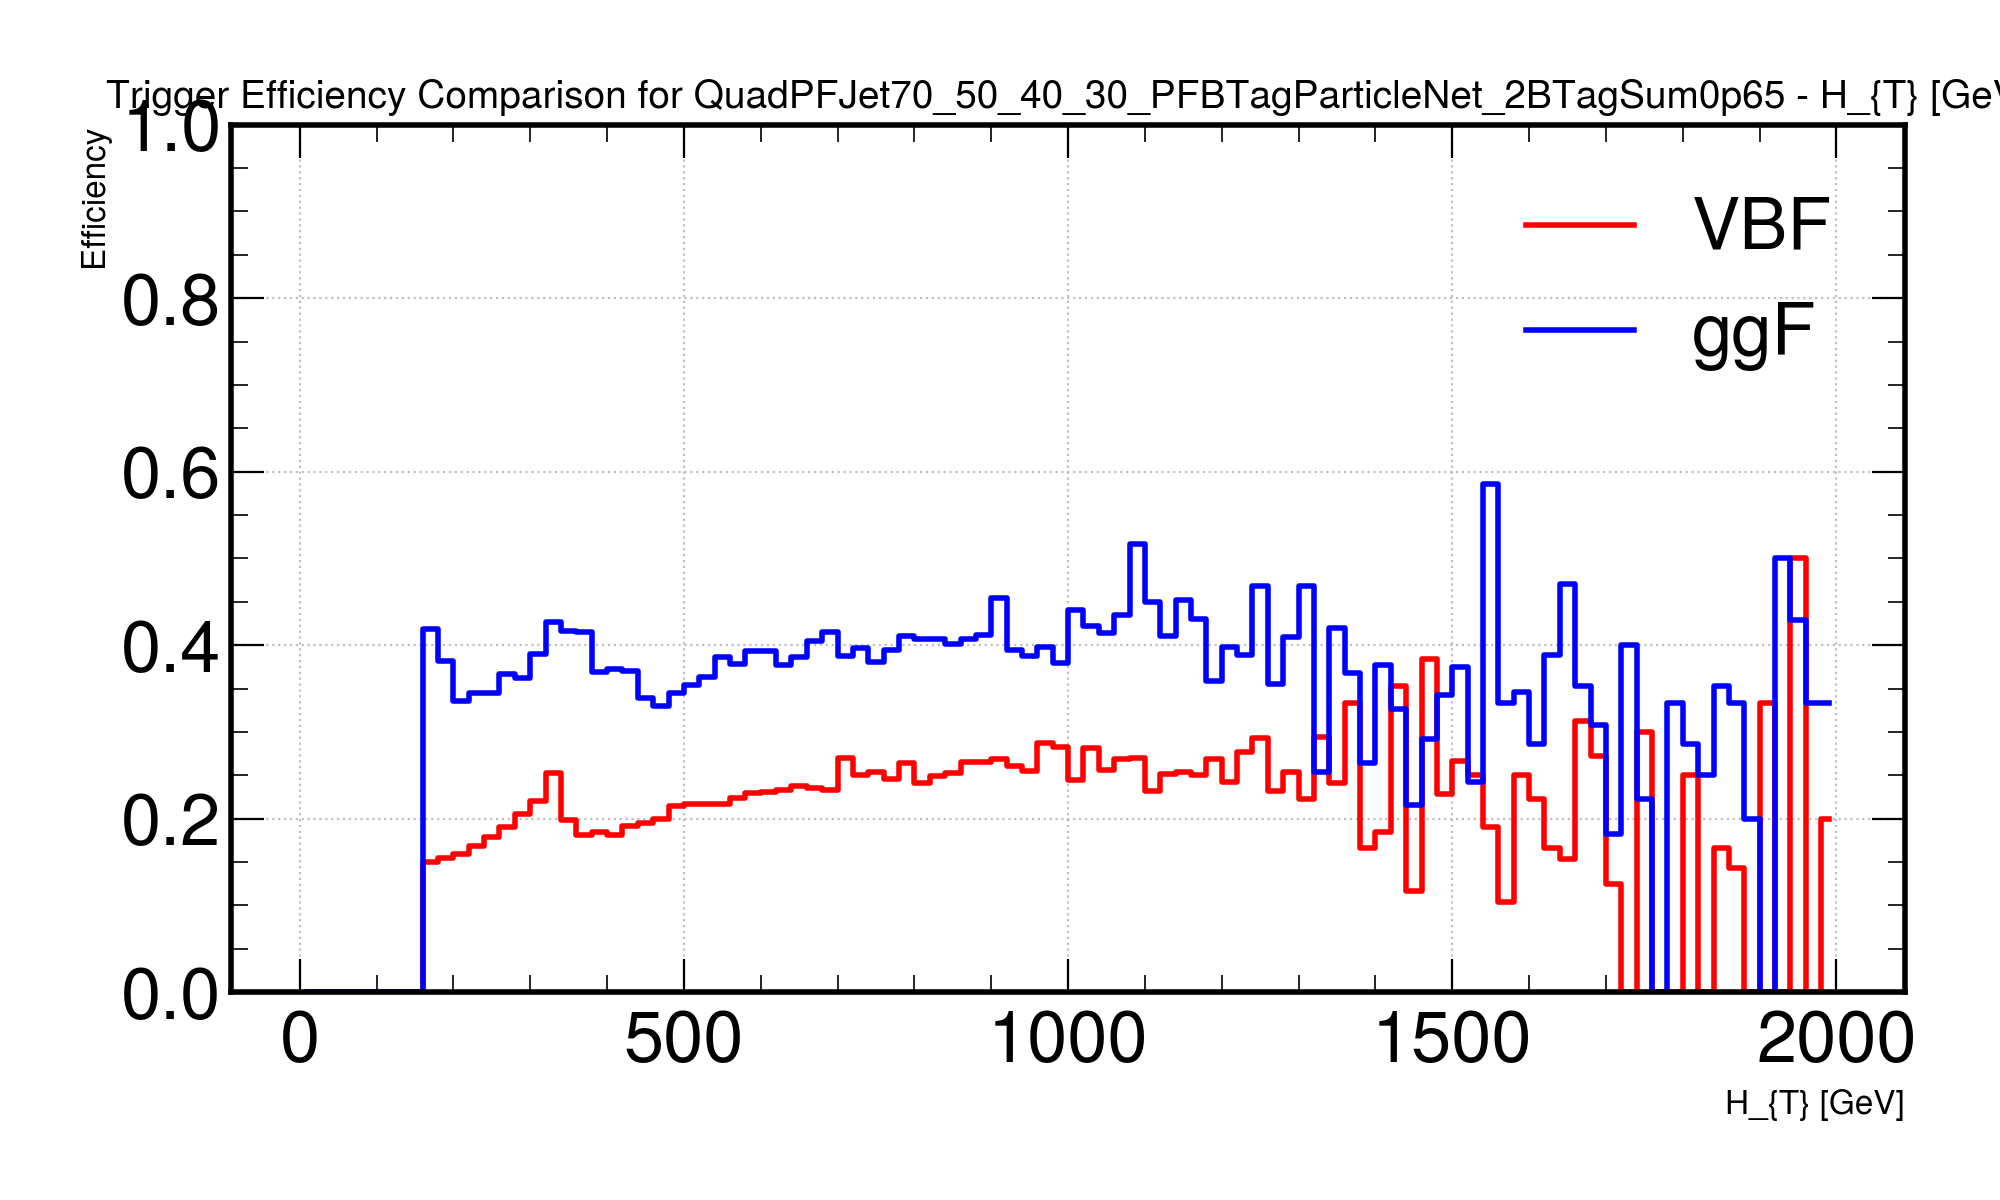 Trigger Efficiency Comparison for QuadPFJet70_50_40_30_PFBTagParticleNet_2BTagSum0p65 - H_{T} [GeV
Efficiency
1.0
0.8
0.6
0.4
0.2
0.0
VBF
ggF
0 500 1000 1500 2000
H_{T} [GeV]